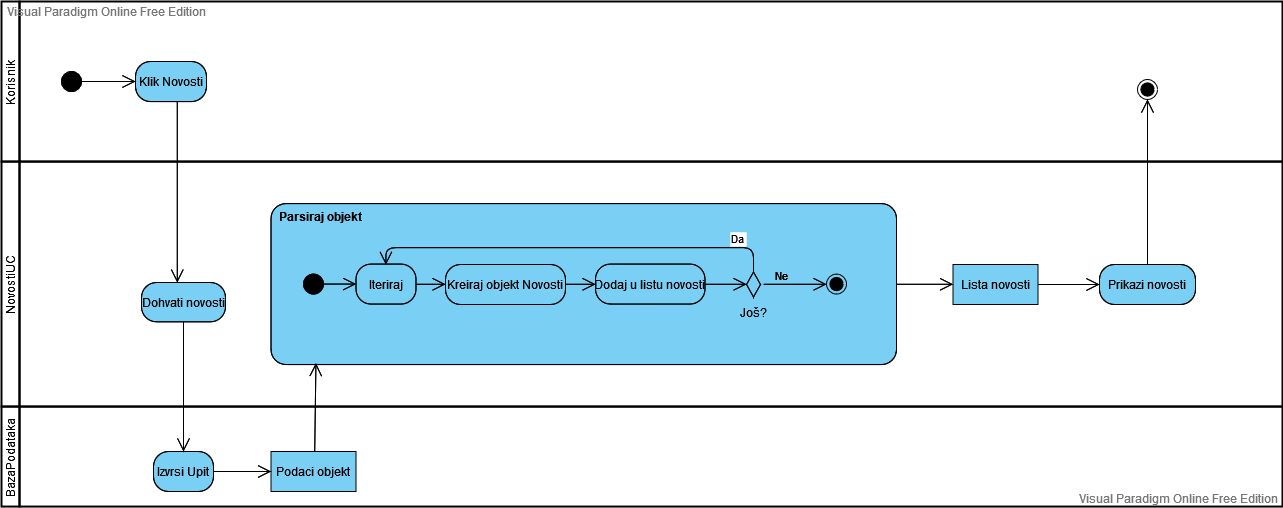 Visual Paradigm Online Free Edition
Korisnik
Klik Novosti
NovostiUC
Dohvati novosti
Parsiraj objekt
Da
Iteriraj
Kreiraj objekt Novosti
Dodaj u listu novosti
Ne
Još?
Lista novosti
Prikazi novosti
BazaPodataka
Izvrsi Upit
Podaci objekt
Visual Paradigm Online Free Edition